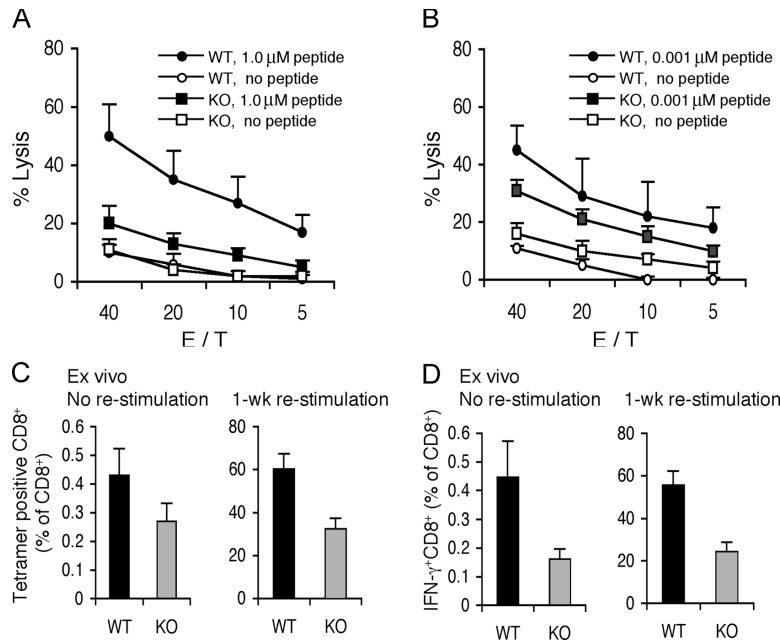 A
80
60
40
20
0
% Lysis
WT, 1.0 µM peptide
WT, no peptide
KO, 1.0 µM peptide
KO, no peptide
40 20 10 5
E / T
B
80
60
40
20
0
% Lysis
WT, 0.001 µM peptide
WT, no peptide
KO, 0.001 µM peptide
KO, no peptide
40 20 10 5
E / T
C
Ex vivo
No re-stimulation
1-wk re-stimulation
Tetramer positive CD8⁺
(% of CD8⁺)
0.6
0.5
0.4
0.3
0.2
0.1
0
WT KO
80
60
40
20
0
WT KO
D
Ex vivo
No re-stimulation
1-wk re-stimulation
IFN-γ⁺CD8⁺ (% of CD8⁺)
0.6
0.5
0.4
0.3
0.2
0.1
0
WT KO
80
60
40
20
0
WT KO